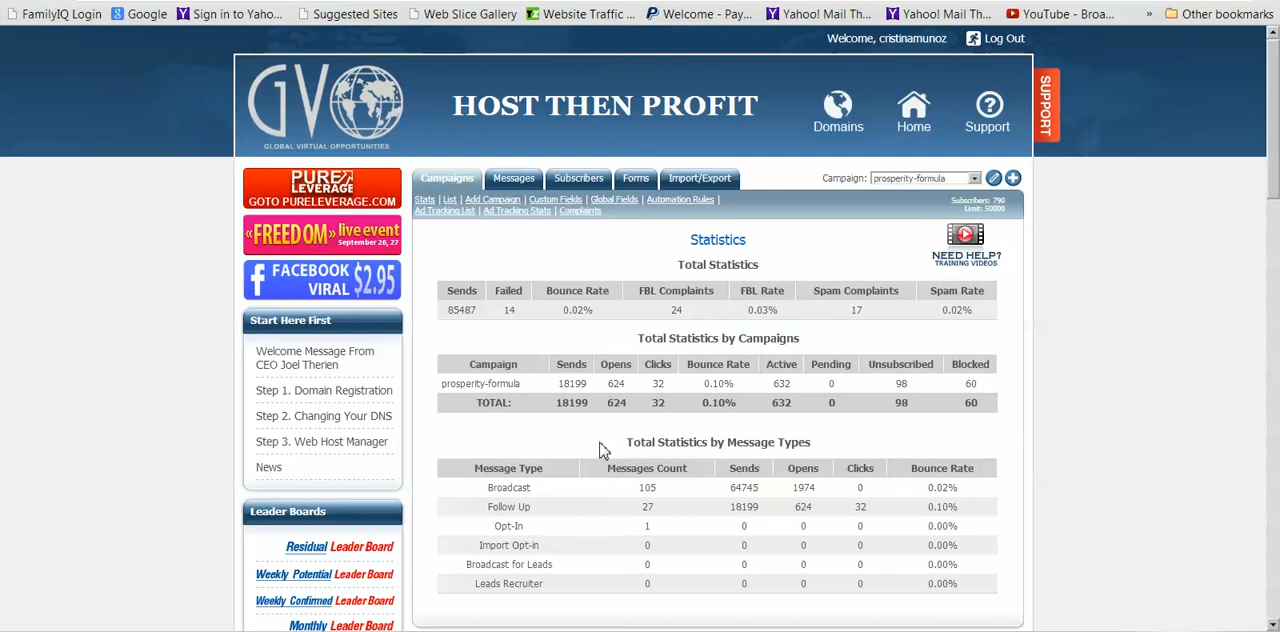 FamilyIQ Login Google Sign in to Yaho... Suggested Sites Web Slice Gallery Website Traffic ... Welcome - Pay... Yahoo! Mail Th... Yahoo! Mail Th... YouTube - Broa... » Other bookmarks
Welcome, cristinamunoz Log Out
GVO
GLOBAL VIRTUAL OPPORTUNITIES
HOST THEN PROFIT
Domains Home Support
SUPPORT
PURE
LEVERAGE
GOTO PURELEVERAGE.COM
«FREEDOM» live event
September 26, 27
FACEBOOK
VIRAL $2.95
Start Here First
Welcome Message From
CEO Joel Therien
Step 1. Domain Registration
Step 2. Changing Your DNS
Step 3. Web Host Manager
News
Leader Boards
Residual Leader Board
Weekly Potential Leader Board
Weekly Confirmed Leader Board
Monthly Leader Board
Campaigns Messages Subscribers Forms Import/Export Campaign: prosperity-formula
Stats | List | Add Campaign | Custom Fields | Global Fields | Automation Rules |
Ad Tracking List | Ad Tracking Stats | Complaints
Subscribers: 790
Limit: 50000
Statistics
NEED HELP?
TRAINING VIDEOS
Total Statistics
Sends Failed Bounce Rate FBL Complaints FBL Rate Spam Complaints Spam Rate
85487 14 0.02% 24 0.03% 17 0.02%
Total Statistics by Campaigns
Campaign Sends Opens Clicks Bounce Rate Active Pending Unsubscribed Blocked
prosperity-formula 18199 624 32 0.10% 632 0 98 60
TOTAL: 18199 624 32 0.10% 632 0 98 60
Total Statistics by Message Types
Message Type Messages Count Sends Opens Clicks Bounce Rate
Broadcast 105 64745 1974 0 0.02%
Follow Up 27 18199 624 32 0.10%
Opt-In 1 0 0 0 0.00%
Import Opt-in 0 0 0 0 0.00%
Broadcast for Leads 0 0 0 0 0.00%
Leads Recruiter 0 0 0 0 0.00%